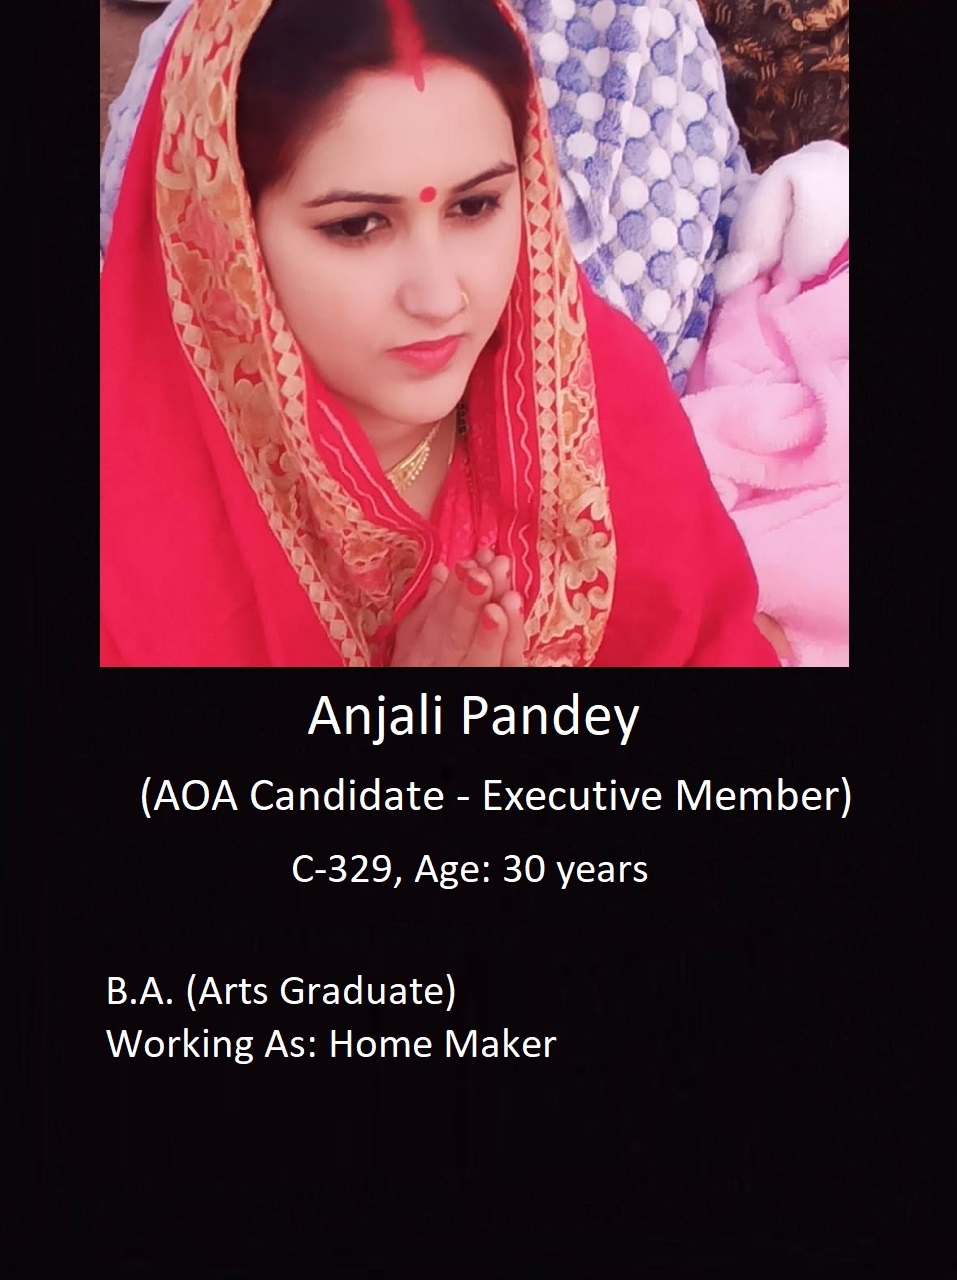 Anjali Pandey
(AOA Candidate - Executive Member)
C-329, Age: 30 years
B.A. (Arts Graduate)
Working As: Home Maker